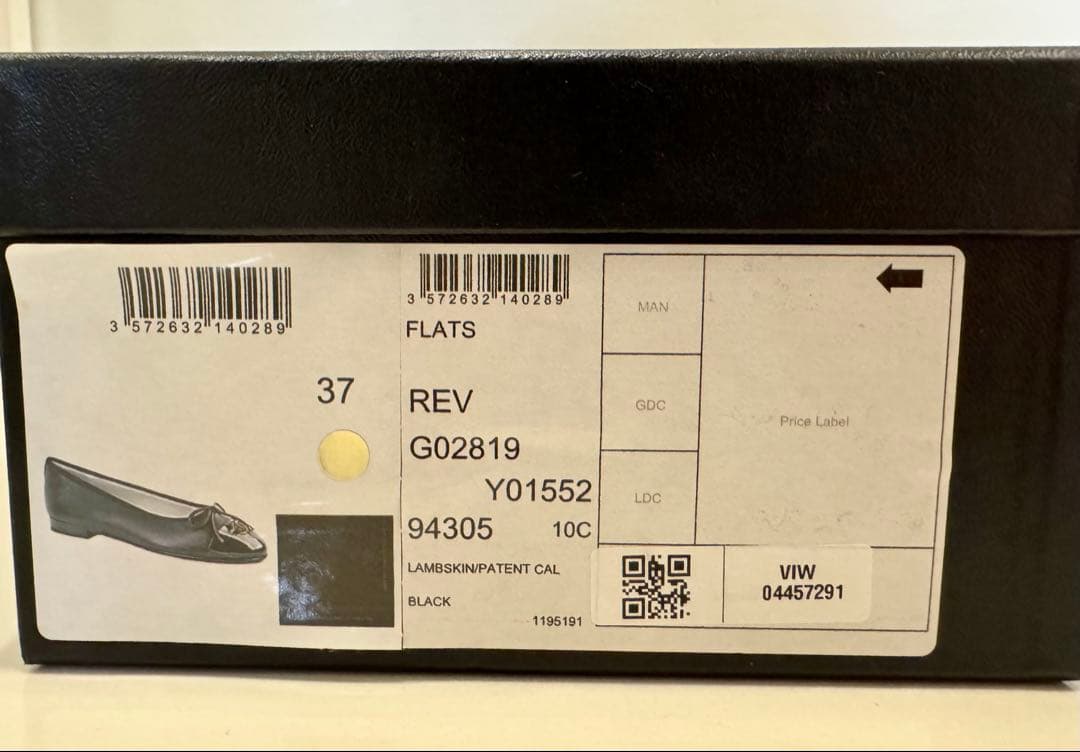 3 572632 140289
37
3 572632 140289
FLATS
REV
G02819
Y01552
94305 10C
LAMBSKIN/PATENT CAL
BLACK
1195191
MAN
GDC
LDC
Price Label
VIW
04457291